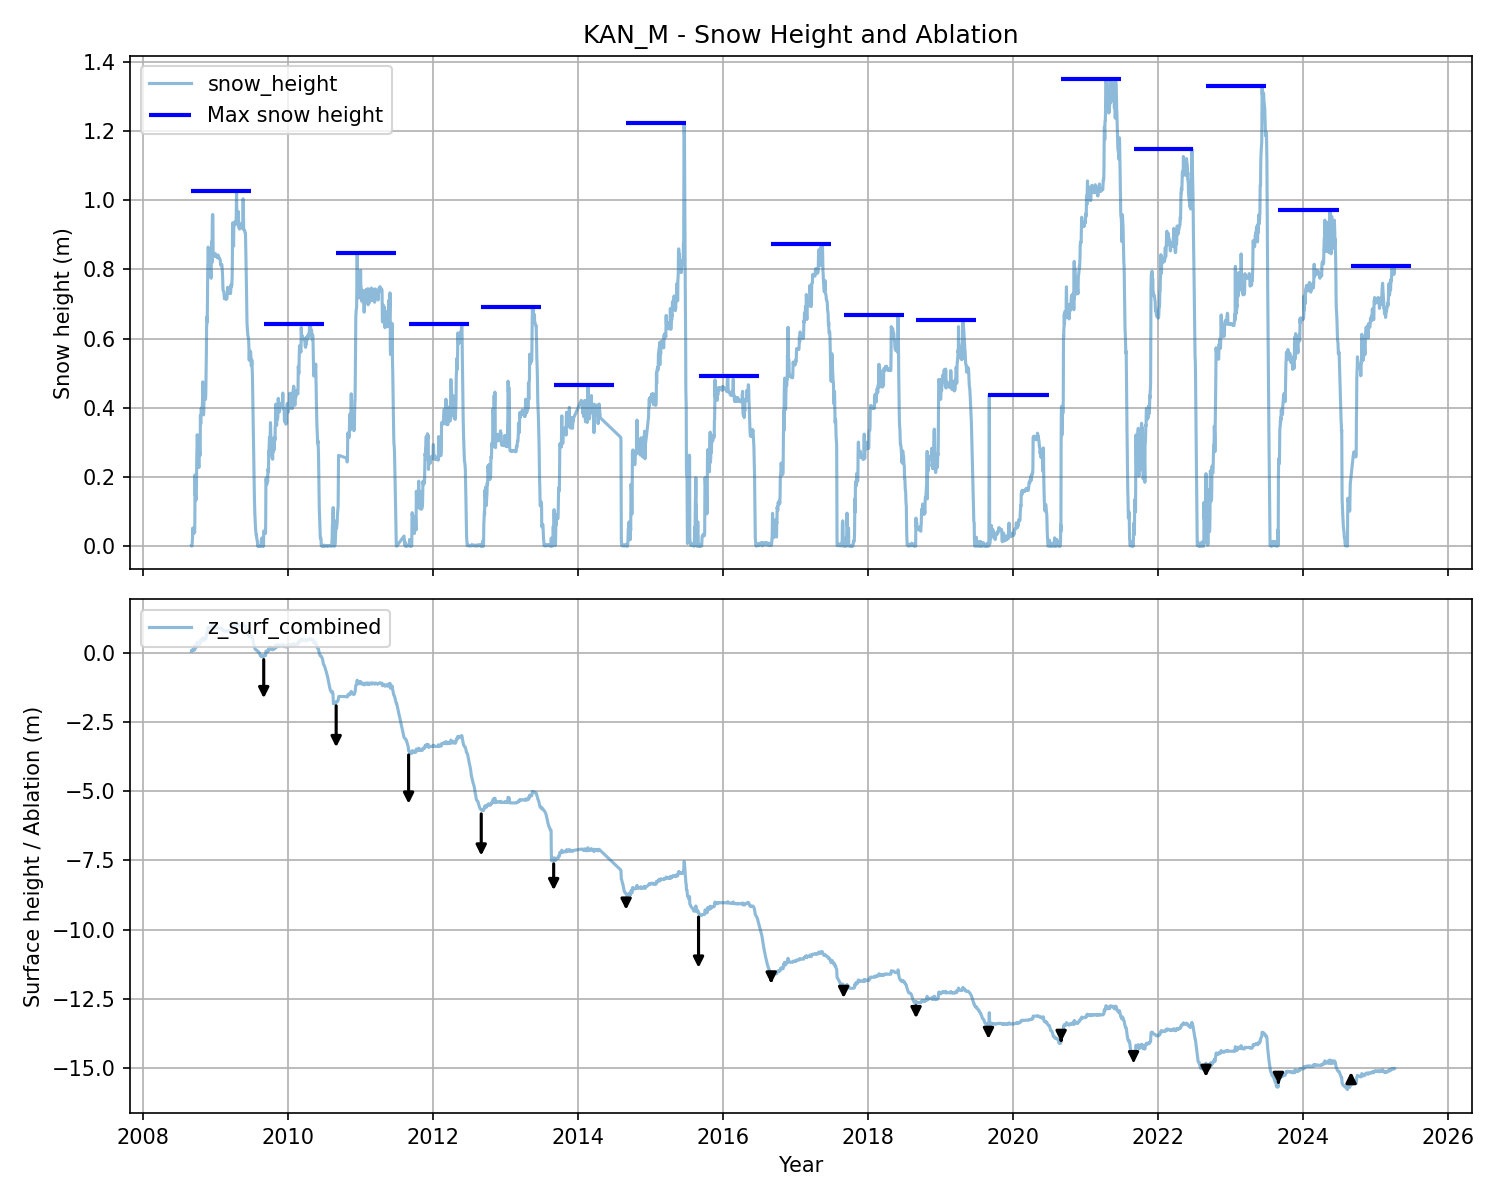 KAN_M - Snow Height and Ablation
snow_height
Max snow height
Snow height (m)
1.4
1.2
1.0
0.8
0.6
0.4
0.2
0.0
z_surf_combined
Surface height / Ablation (m)
0.0
−2.5
−5.0
−7.5
−10.0
−12.5
−15.0
2008 2010 2012 2014 2016 2018 2020 2022 2024 2026
Year